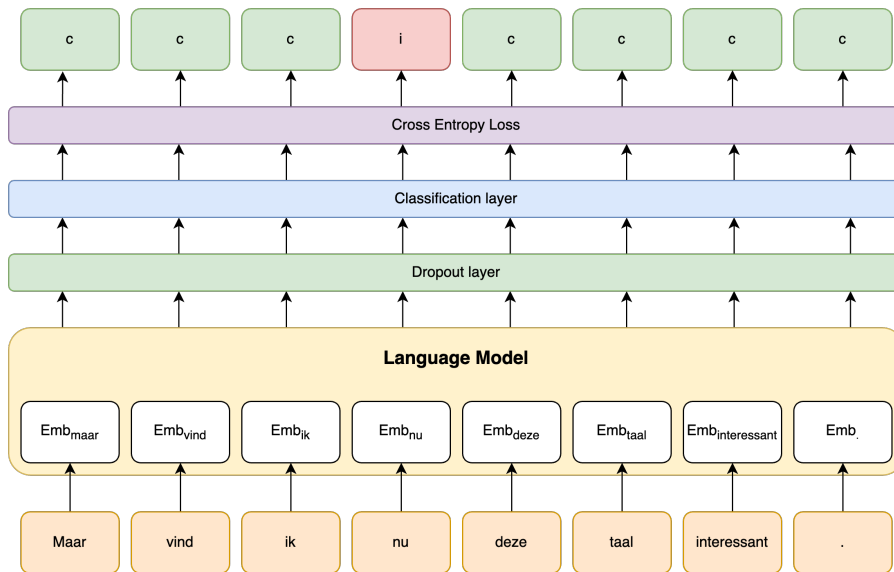 c c c i c c c c
Cross Entropy Loss
Classification layer
Dropout layer
Language Model
Embmaar Embvind Embik Embnu Embdeze Embtaal Embinteressant Emb.
Maar vind ik nu deze taal interessant .